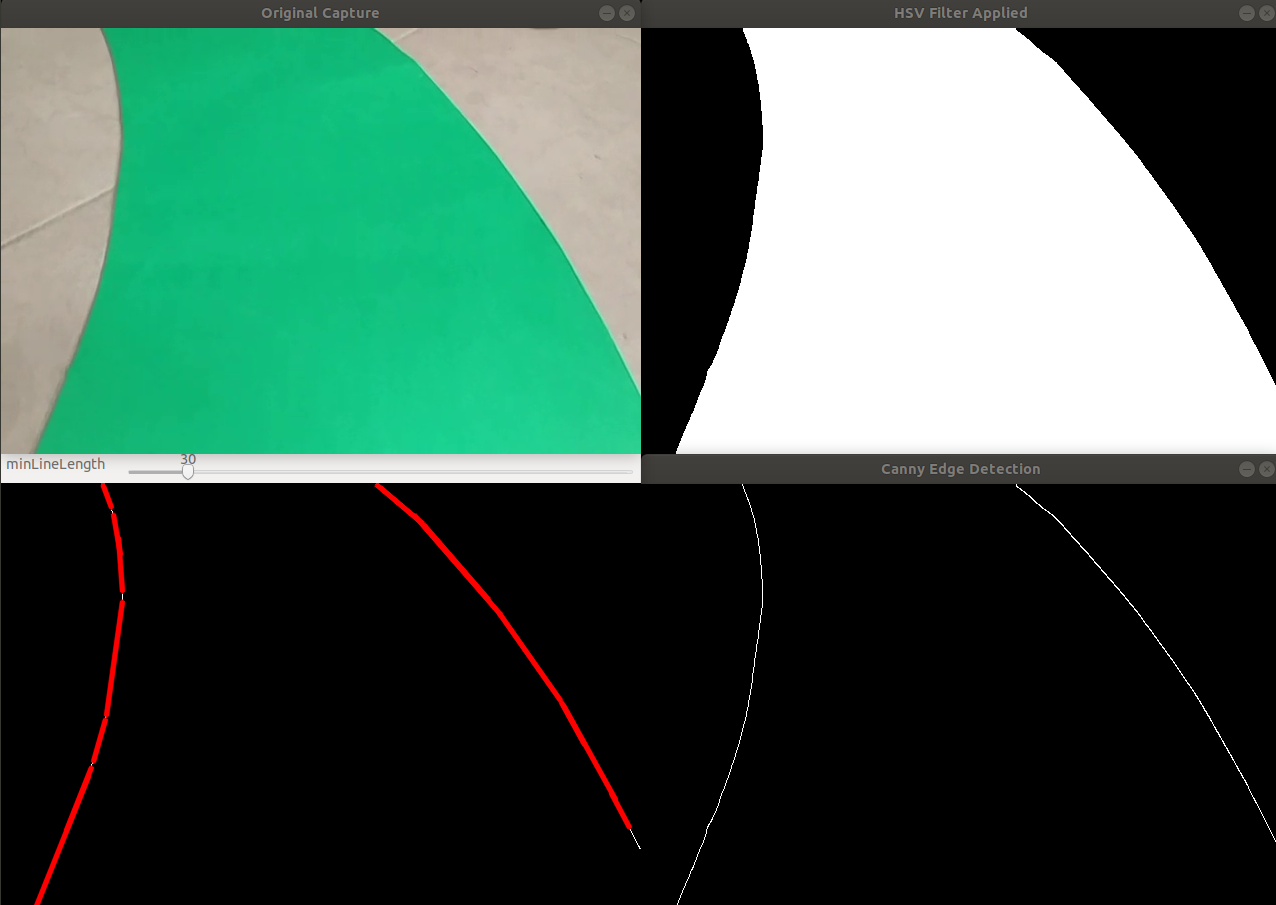 Original Capture
HSV Filter Applied
minLineLength
30
Canny Edge Detection